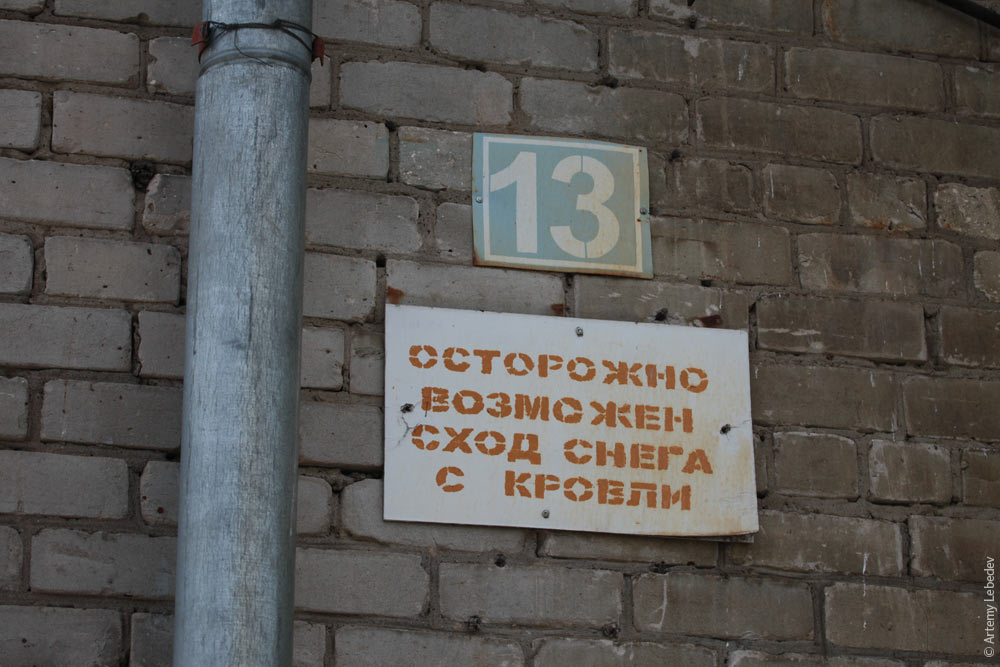 13
ОСТОРОЖНО
ВОЗМОЖЕН
СХОД СНЕГА
С КРОВЛИ
© Artemy Lebedev